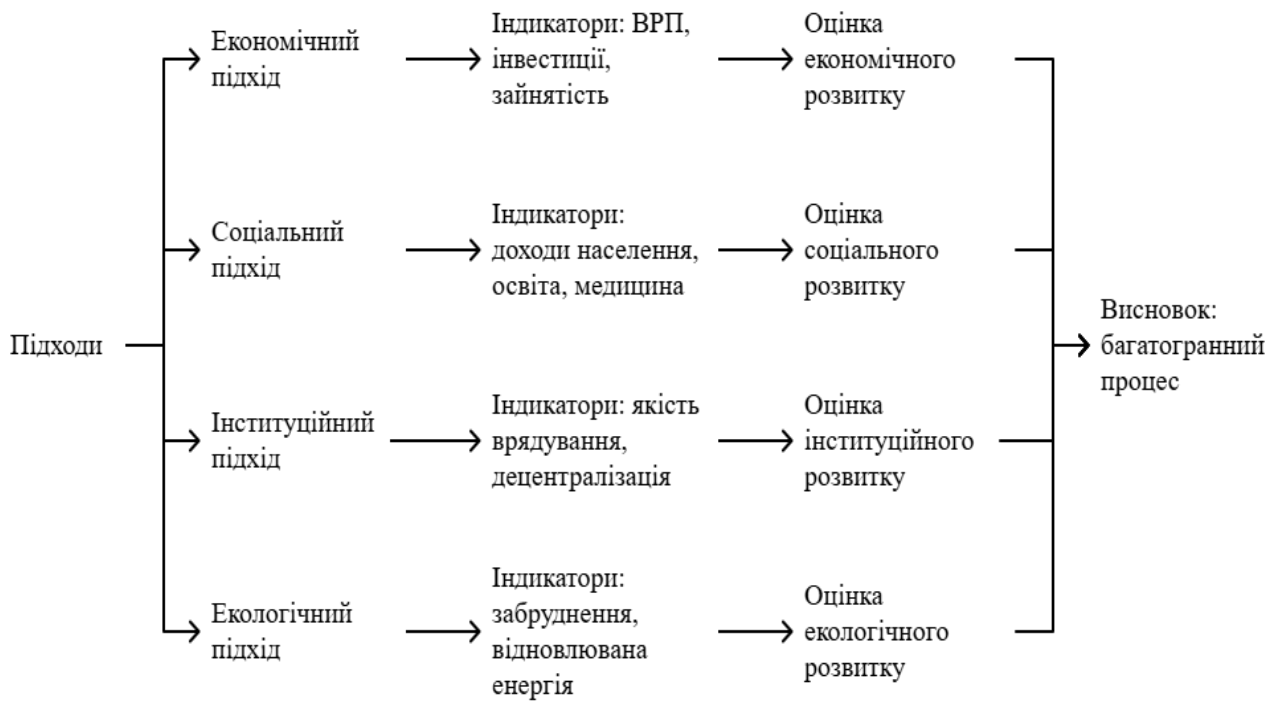 Підходи
Економічний
підхід
Індикатори: ВРП,
інвестиції,
зайнятість
Оцінка
економічного
розвитку
Соціальний
підхід
Індикатори:
доходи населення,
освіта, медицина
Оцінка
соціального
розвитку
Інституційний
підхід
Індикатори: якість
врядування,
децентралізація
Оцінка
інституційного
розвитку
Екологічний
підхід
Індикатори:
забруднення,
відновлювана
енергія
Оцінка
екологічного
розвитку
Висновок:
багатогранний
процес